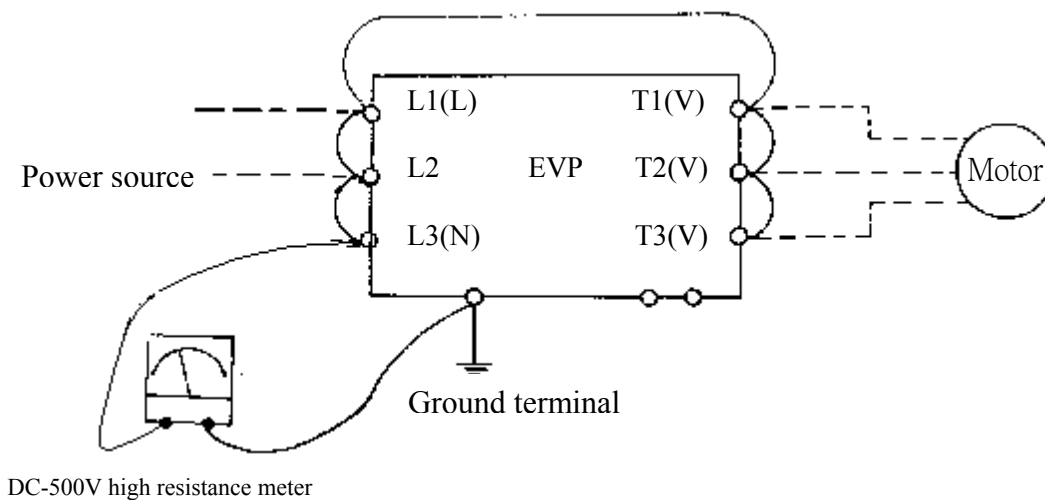 L1(L) T1(V)
Power source L2 EVP T2(V) Motor
L3(N) T3(V)
Ground terminal
DC-500V high resistance meter